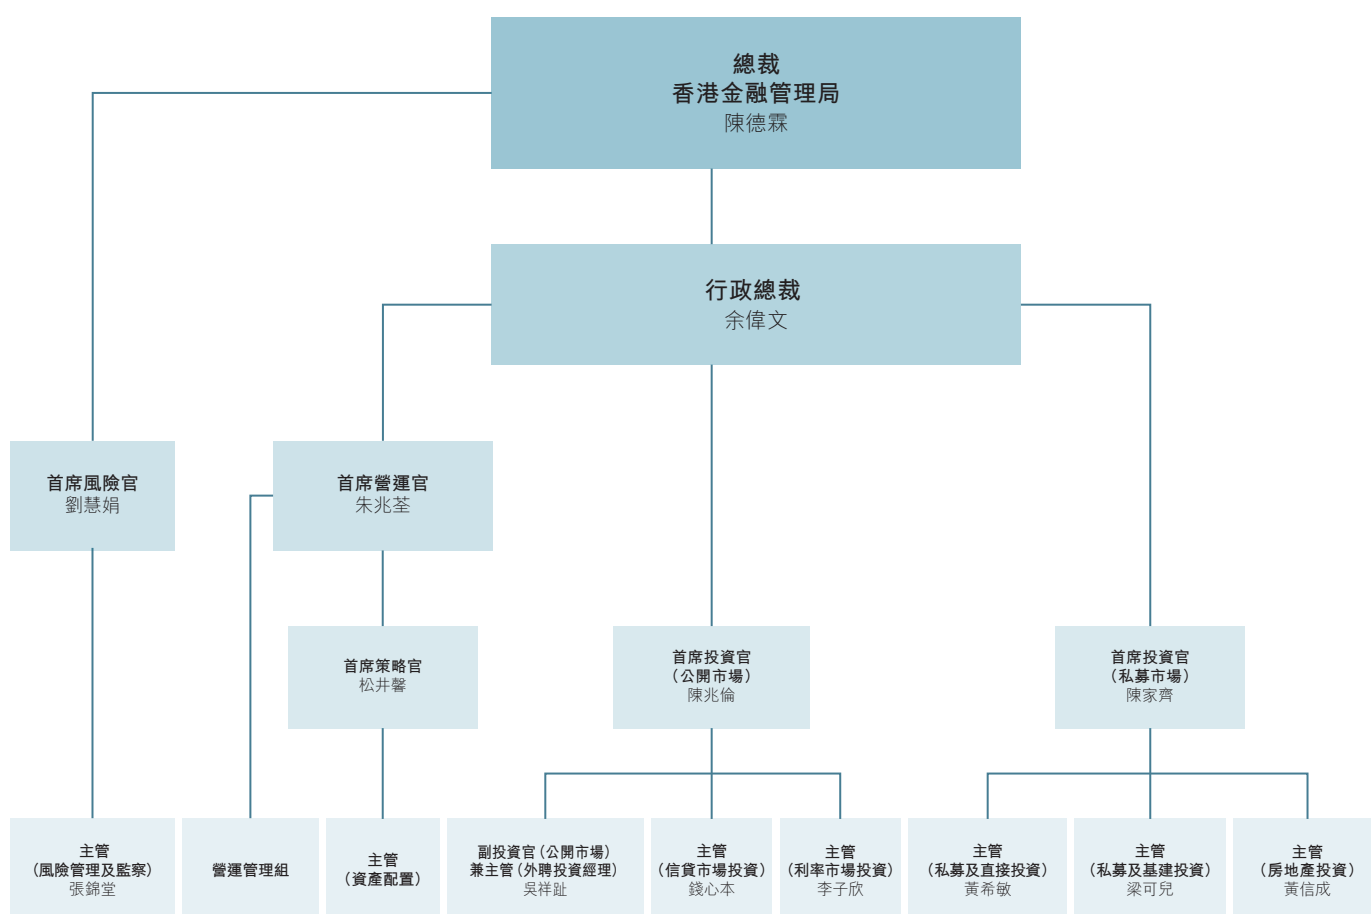 總裁
香港金融管理局
陳德霖
行政總裁
余偉文
首席風險官
劉慧娟
首席營運官
朱兆荃
首席策略官
松井馨
首席投資官
（公開市場）
陳兆倫
首席投資官
（私募市場）
陳家齊
主管
（風險管理及監察）
張錦堂
營運管理組
主管
（資產配置）
副投資官（公開市場）
兼主管（外聘投資經理）
吳祥趾
主管
（信貸市場投資）
錢心本
主管
（利率市場投資）
李子欣
主管
（私募及直接投資）
黃希敏
主管
（私募及基建投資）
梁可兒
主管
（房地產投資）
黃信成